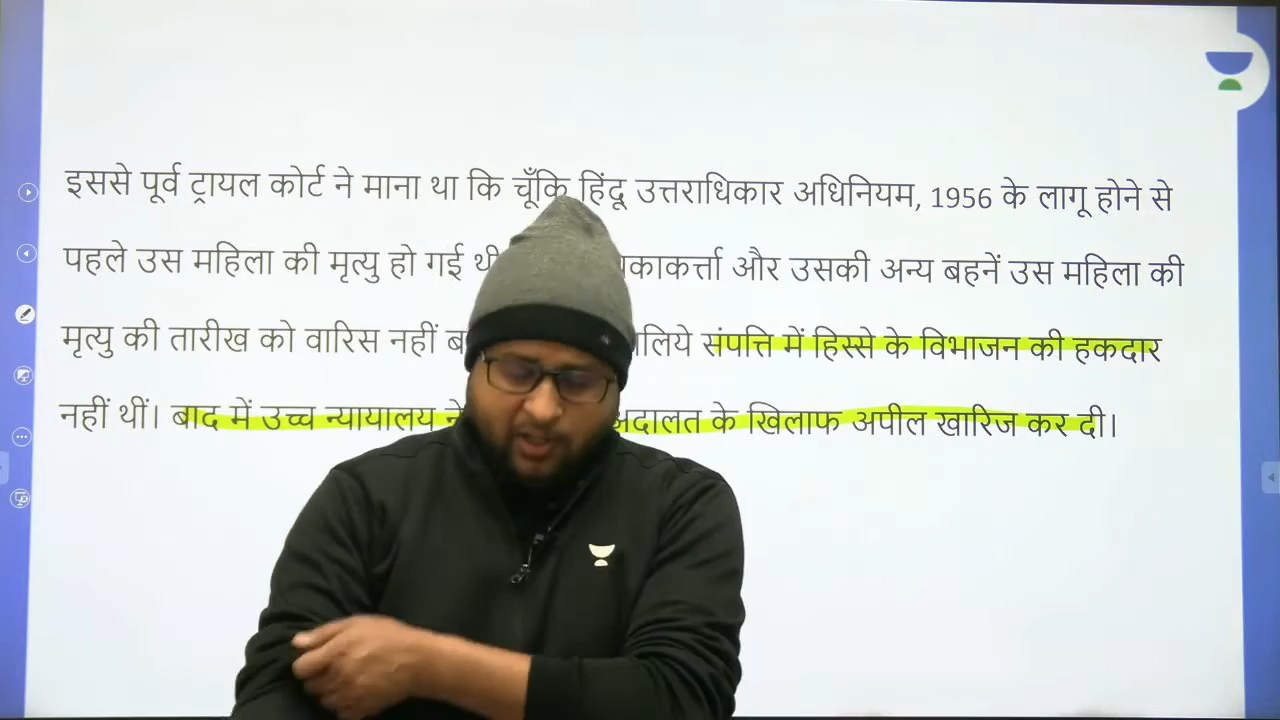 इससे पूर्व ट्रायल कोर्ट ने माना था कि चूँकि हिंदू उत्तराधिकार अधिनियम, 1956 के लागू होने से
पहले उस महिला की मृत्यु हो गई थी और उसकी अन्य बहनें उस महिला की
मृत्यु की तारीख को वारिस नहीं संपत्ति में हिस्से के विभाजन की हकदार
नहीं थीं। बाद में उच्च न्यायालय ने अदालत के खिलाफ अपील खारिज कर दी।